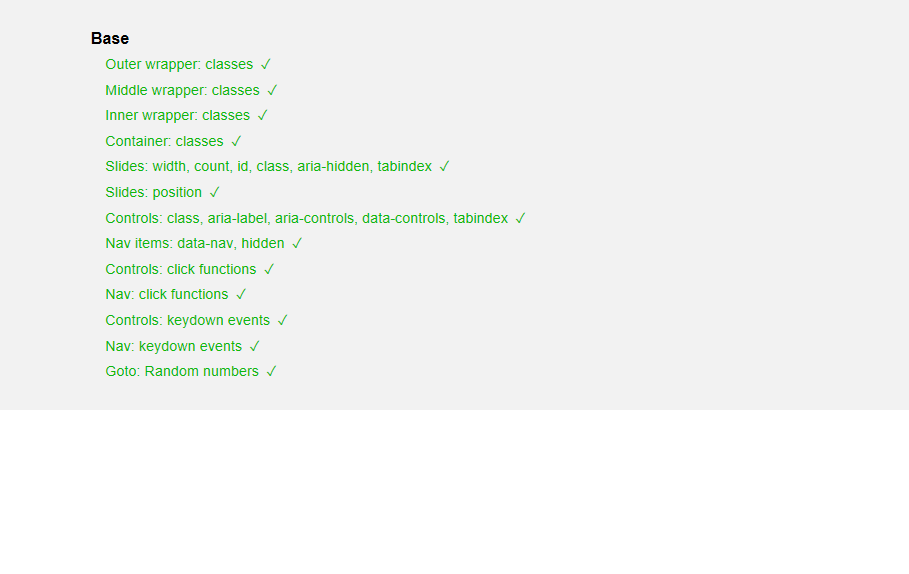 Base
Outer wrapper: classes ✓
Middle wrapper: classes ✓
Inner wrapper: classes ✓
Container: classes ✓
Slides: width, count, id, class, aria-hidden, tabindex ✓
Slides: position ✓
Controls: class, aria-label, aria-controls, data-controls, tabindex ✓
Nav items: data-nav, hidden ✓
Controls: click functions ✓
Nav: click functions ✓
Controls: keydown events ✓
Nav: keydown events ✓
Goto: Random numbers ✓